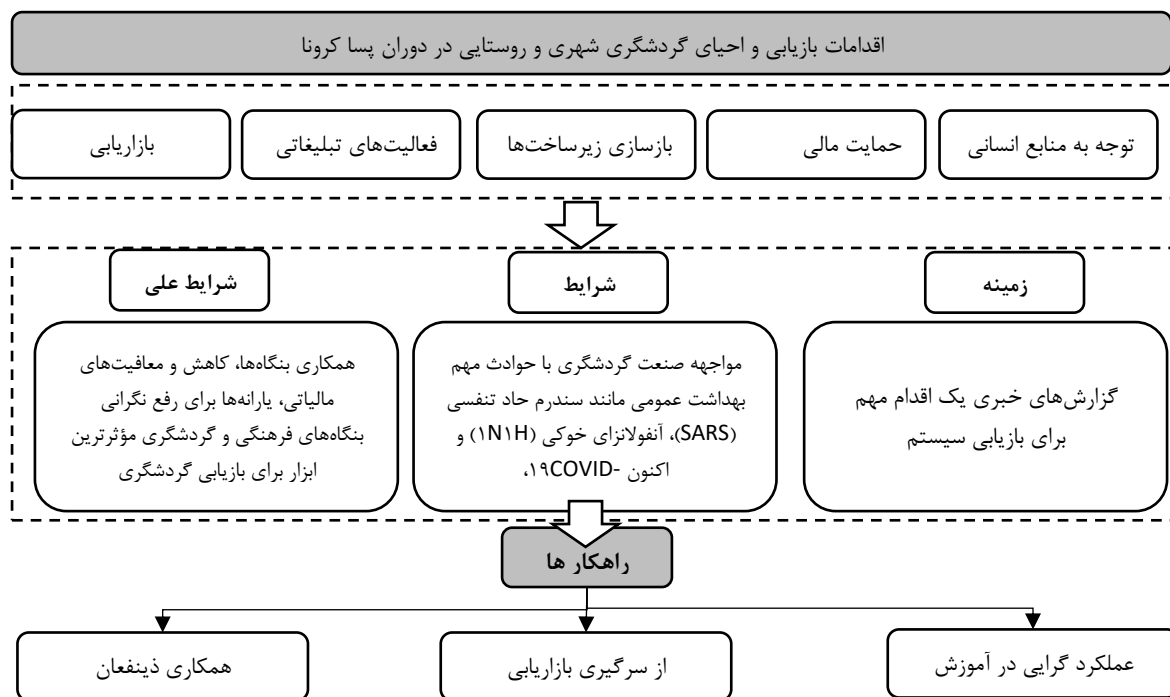 اقدامات بازیابی و احیای گردشگری شهری و روستایی در دوران پسا کرونا
توجه به منابع انسانی
حمایت مالی
بازسازی زیرساخت‌ها
فعالیت‌های تبلیغاتی
بازاریابی
زمینه
گزارش‌های خبری یک اقدام مهم
برای بازیابی سیستم
شرایط
مواجهه صنعت گردشگری با حوادث مهم
بهداشت عمومی مانند سندرم حاد تنفسی
(SARS)، آنفولانزای خوکی (۱N۱H) و
اکنون -۱۹COVID،
شرایط علی
همکاری بنگاه‌ها، کاهش و معافیت‌های
مالیاتی، یارانه‌ها برای رفع نگرانی
بنگاه‌های فرهنگی و گردشگری مؤثرترین
ابزار برای بازیابی گردشگری
راهکار ها
عملکرد گرایی در آموزش
از سرگیری بازاریابی
همکاری ذینفعان